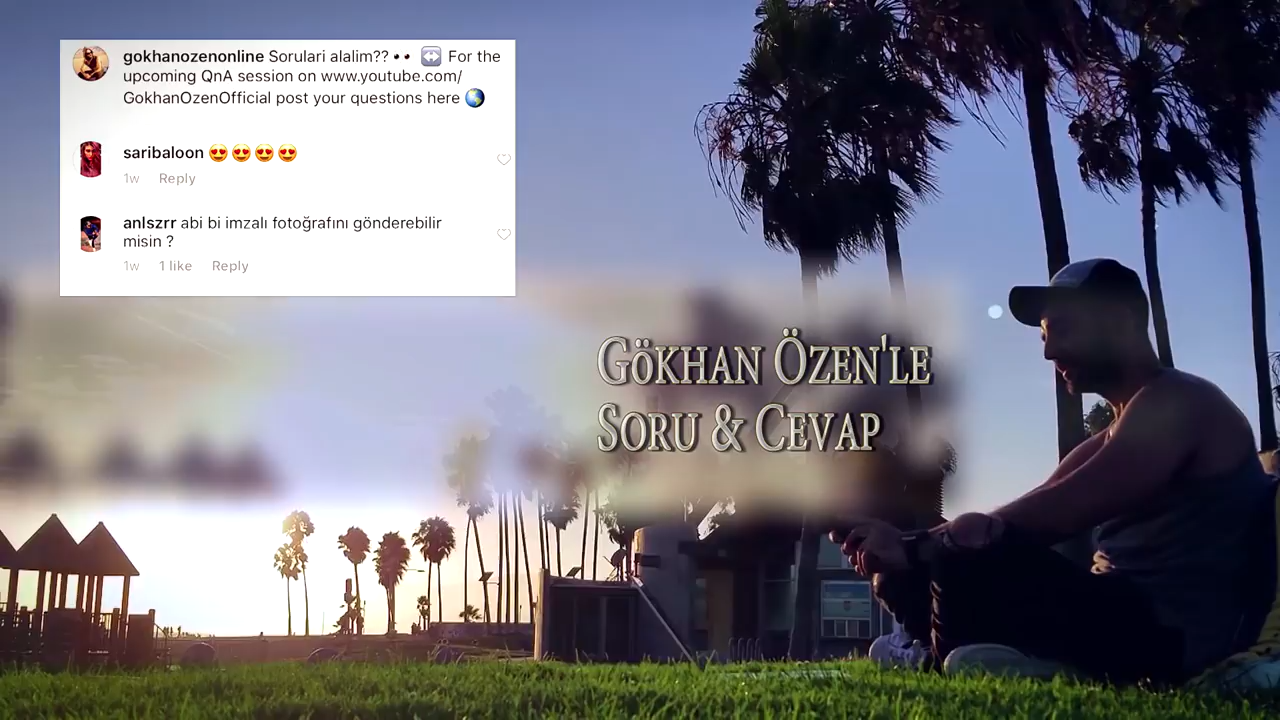 gokhanozenonline Sorulari alalim?? 👀 ↔️ For the
upcoming QnA session on www.youtube.com/
GokhanOzenOfficial post your questions here 🌎
saribaloon 😍😍😍😍
1w Reply
anlszrr abi bi imzalı fotoğrafını gönderebilir
misin ?
1w 1 like Reply
GÖKHAN ÖZEN'LE
SORU & CEVAP